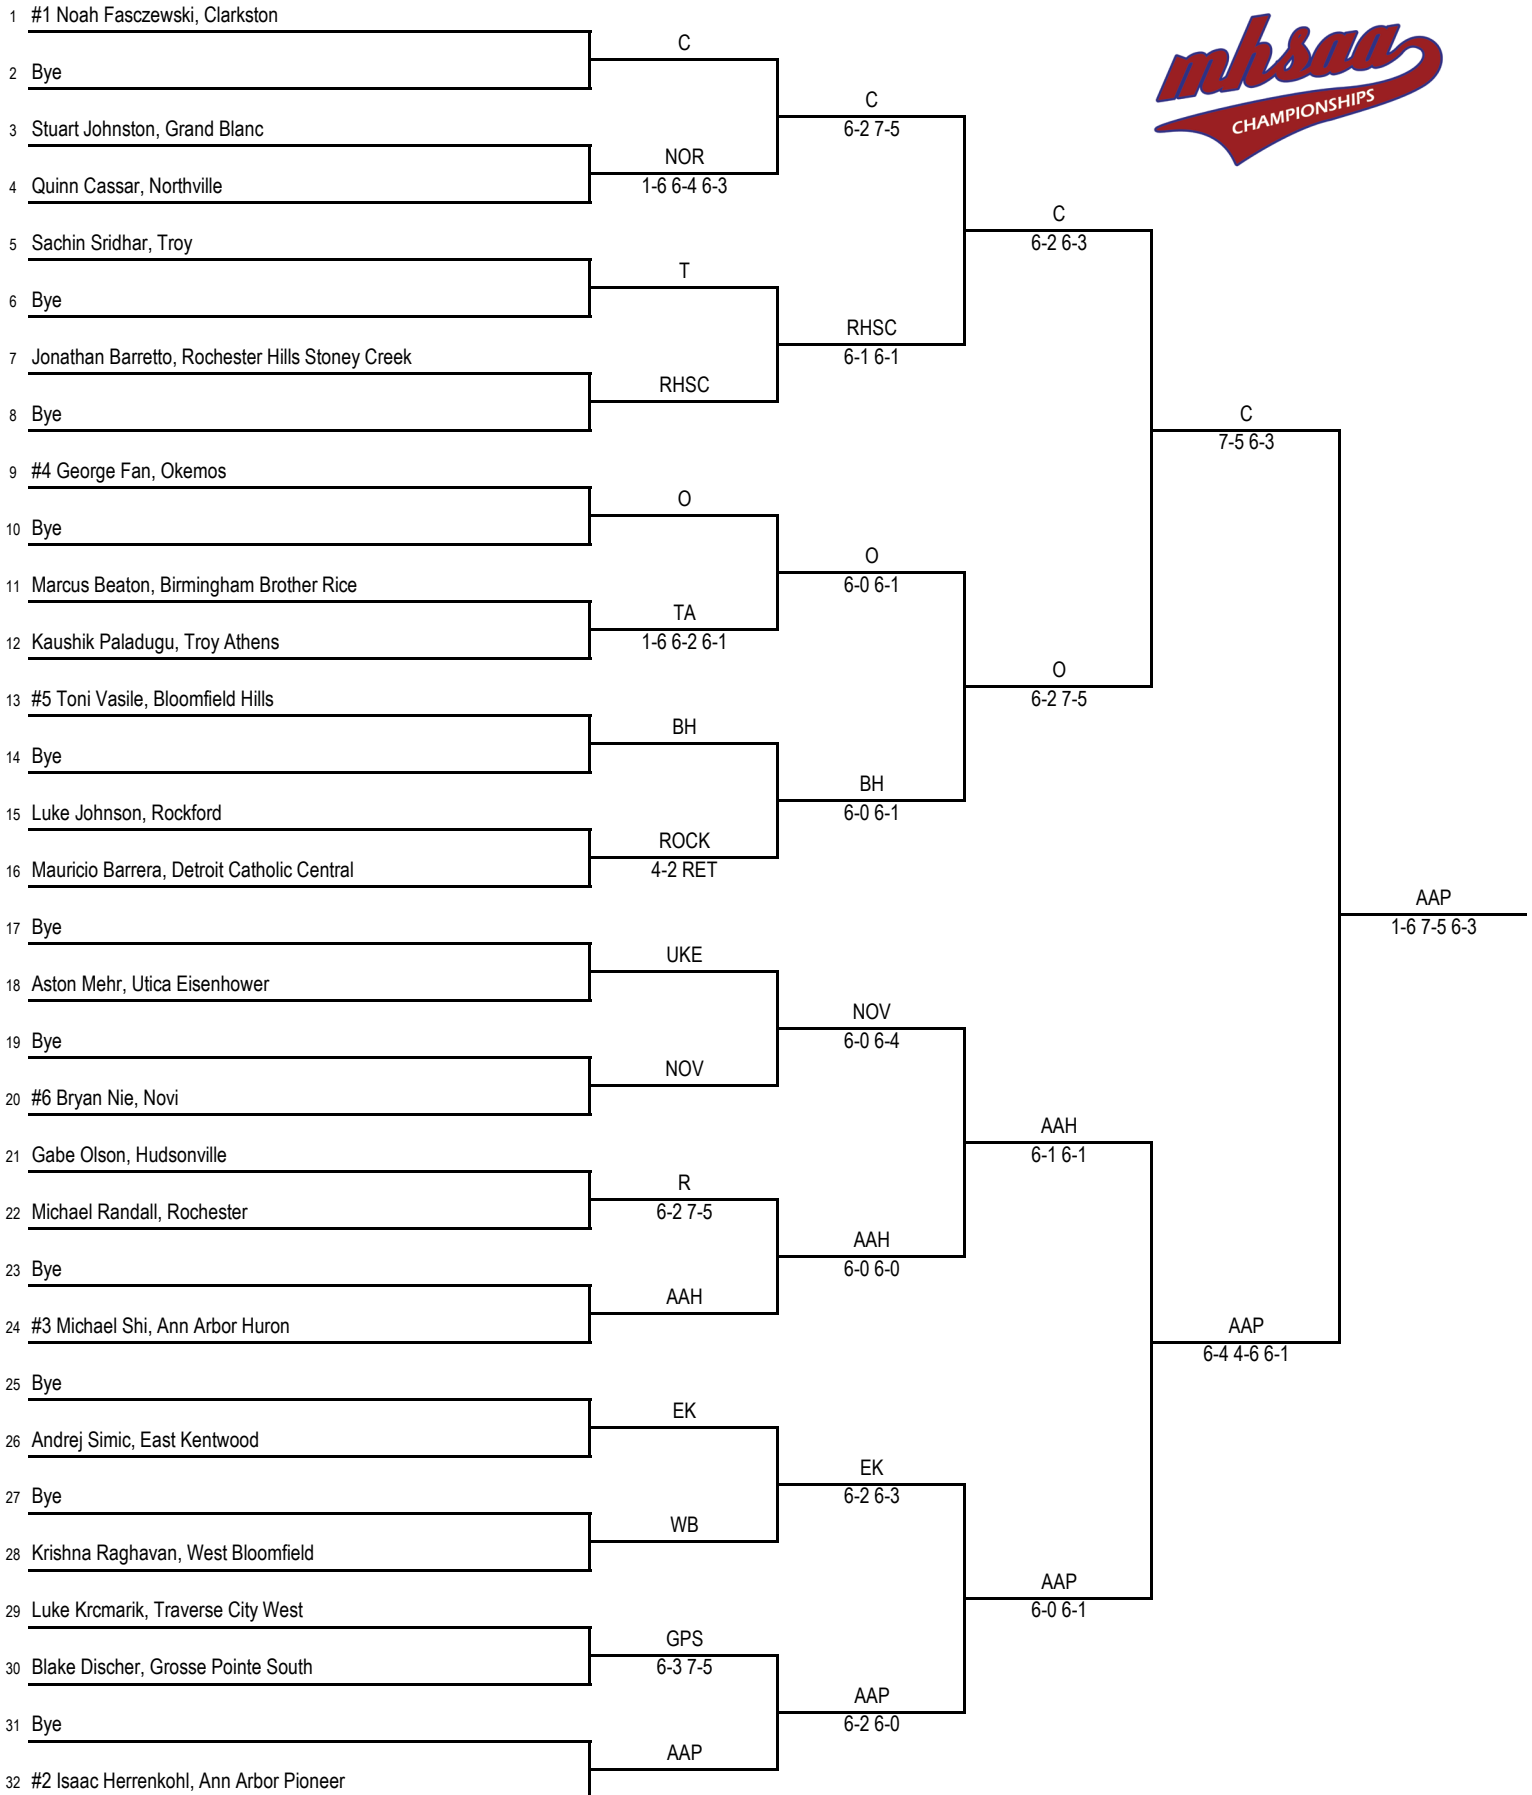 1 #1 Noah Fasczewski, Clarkston
mhsaa
CHAMPIONSHIPS
C
2 Bye
C
6-2 7-5
3 Stuart Johnston, Grand Blanc
NOR
1-6 6-4 6-3
4 Quinn Cassar, Northville
C
6-2 6-3
5 Sachin Sridhar, Troy
T
6 Bye
RHSC
6-1 6-1
7 Jonathan Barretto, Rochester Hills Stoney Creek
RHSC
8 Bye
C
7-5 6-3
9 #4 George Fan, Okemos
O
10 Bye
O
6-0 6-1
11 Marcus Beaton, Birmingham Brother Rice
TA
1-6 6-2 6-1
12 Kaushik Paladugu, Troy Athens
O
6-2 7-5
13 #5 Toni Vasile, Bloomfield Hills
BH
14 Bye
BH
6-0 6-1
15 Luke Johnson, Rockford
ROCK
4-2 RET
16 Mauricio Barrera, Detroit Catholic Central
AAP
1-6 7-5 6-3
17 Bye
UKE
18 Aston Mehr, Utica Eisenhower
NOV
6-0 6-4
19 Bye
NOV
20 #6 Bryan Nie, Novi
AAH
6-1 6-1
21 Gabe Olson, Hudsonville
R
6-2 7-5
22 Michael Randall, Rochester
AAH
6-0 6-0
23 Bye
AAH
24 #3 Michael Shi, Ann Arbor Huron
AAP
6-4 4-6 6-1
25 Bye
EK
26 Andrej Simic, East Kentwood
EK
6-2 6-3
27 Bye
WB
28 Krishna Raghavan, West Bloomfield
AAP
6-0 6-1
29 Luke Krcmarik, Traverse City West
GPS
6-3 7-5
30 Blake Discher, Grosse Pointe South
AAP
6-2 6-0
31 Bye
AAP
32 #2 Isaac Herrenkohl, Ann Arbor Pioneer